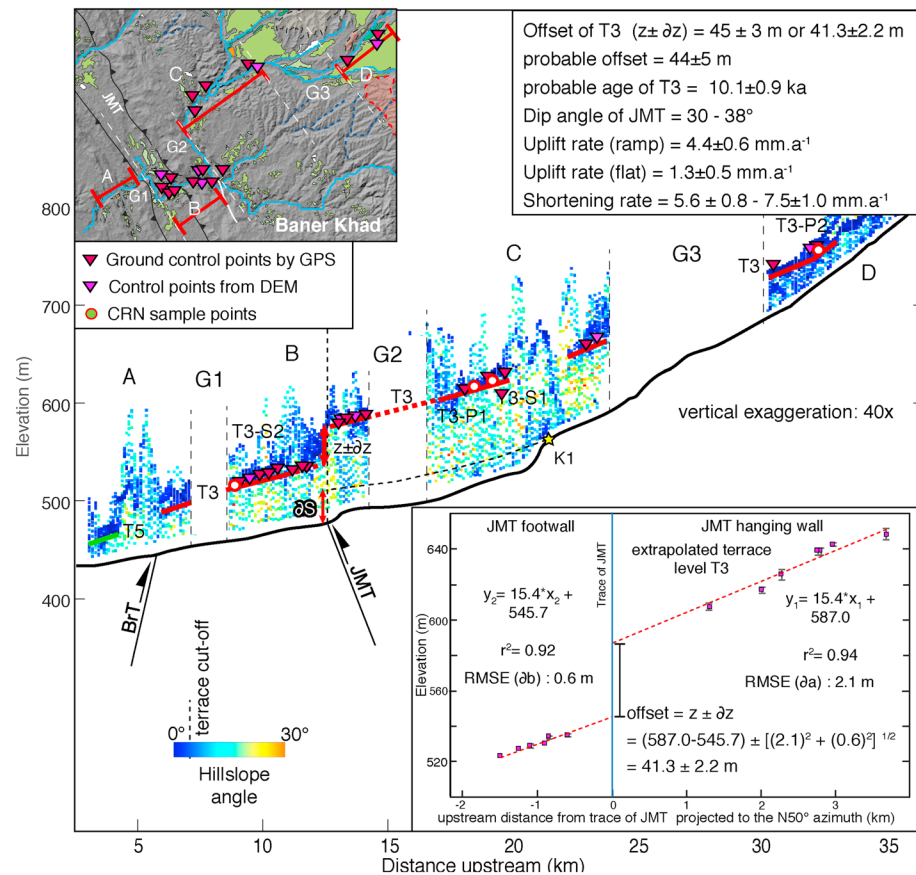 Offset of T3 (z± ∂z) = 45 ± 3 m or 41.3±2.2 m
probable offset = 44±5 m
probable age of T3 = 10.1±0.9 ka
Dip angle of JMT = 30 - 38°
Uplift rate (ramp) = 4.4±0.6 mm.a⁻¹
Uplift rate (flat) = 1.3±0.5 mm.a⁻¹
Shortening rate = 5.6 ± 0.8 - 7.5±1.0 mm.a⁻¹
JMT
C
D
G3
G2
A
G1
B
Baner Khad
Ground control points by GPS
Control points from DEM
CRN sample points
Elevation (m)
800
700
600
500
400
A
G1
B
G2
C
G3
D
T5
T3
T3-S2
z±∂z
∂S
T3
T3-P1
T3-S1
K1
T3
T3-P2
vertical exaggeration: 40x
BrT
JMT
terrace cut-off
0°
30°
Hillslope
angle
JMT footwall
JMT hanging wall
Trace of JMT
extrapolated terrace
level T3
y₂= 15.4*x₂ +
545.7
r²= 0.92
RMSE (∂b) : 0.6 m
y₁= 15.4*x₁ +
587.0
r²= 0.94
RMSE (∂a) : 2.1 m
offset = z ± ∂z
= (587.0-545.7) ± [(2.1)² + (0.6)²] ¹/²
= 41.3 ± 2.2 m
Elevation (m)
640
600
560
520
-2 -1 0 1 2 3 4
upstream distance from trace of JMT projected to the N50° azimuth (km)
5 10 15 20 25 30 35
Distance upstream (km)